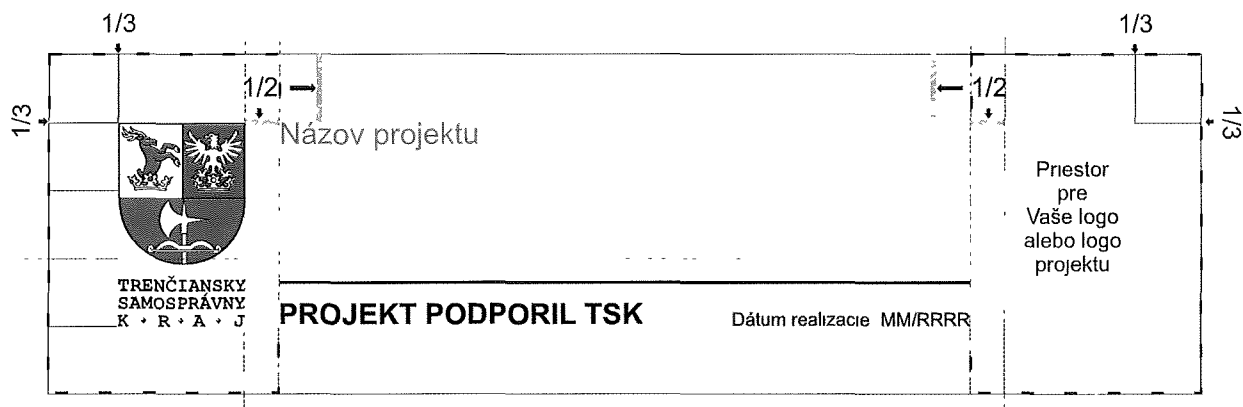 1/3
1/3
1/2
1/2
1/3
1/3
Názov projektu
Priestor
pre
Vaše logo
alebo logo
projektu
TRENČIANSKY
SAMOSPRÁVNY
K • R • A • J
PROJEKT PODPORIL TSK
Dátum realizacie MM/RRRR